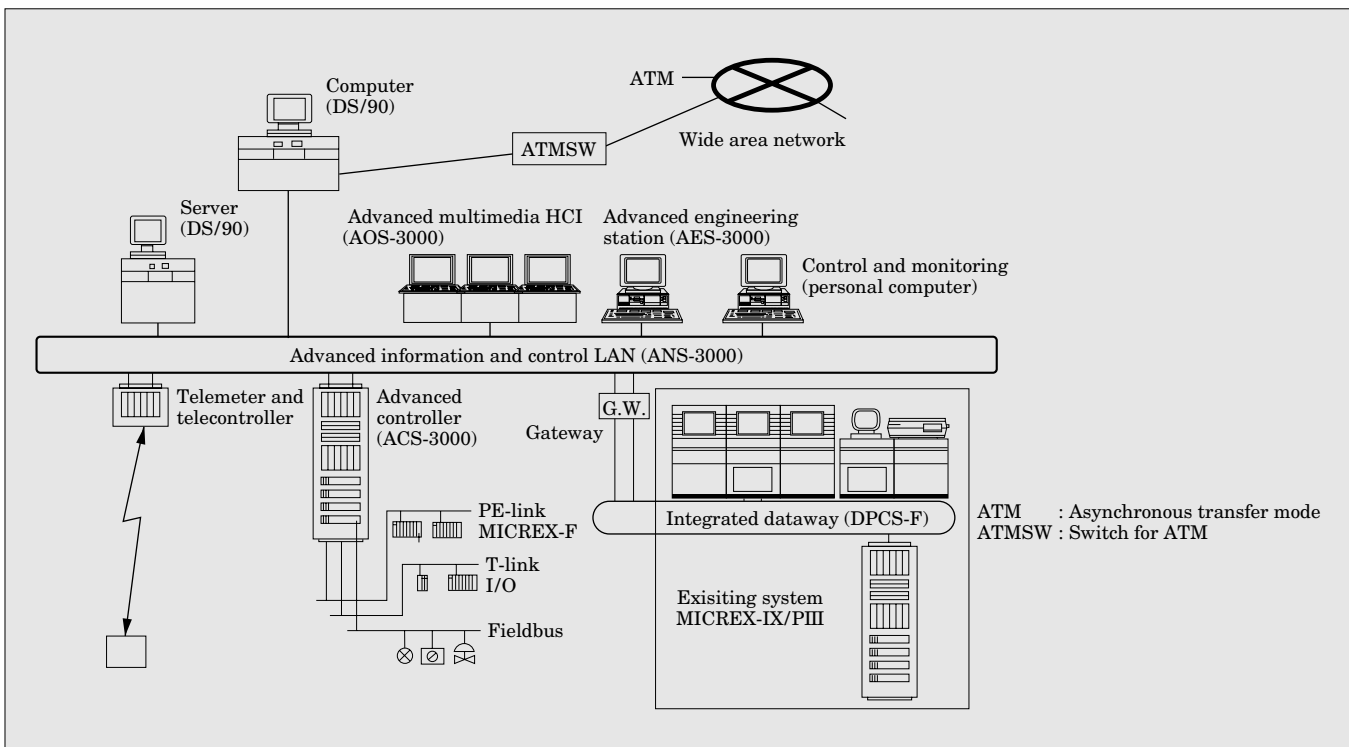 Computer
(DS/90)
ATM
Wide area network
ATMSW
Server
(DS/90)
Advanced multimedia HCI
(AOS-3000)
Advanced engineering
station (AES-3000)
Control and monitoring
(personal computer)
Advanced information and control LAN (ANS-3000)
Telemeter and
telecontroller
Advanced
controller
(ACS-3000)
G.W.
Gateway
PE-link
MICREX-F
T-link
I/O
Fieldbus
Integrated dataway (DPCS-F)
Exisiting system
MICREX-IX/PIII
ATM : Asynchronous transfer mode
ATMSW : Switch for ATM